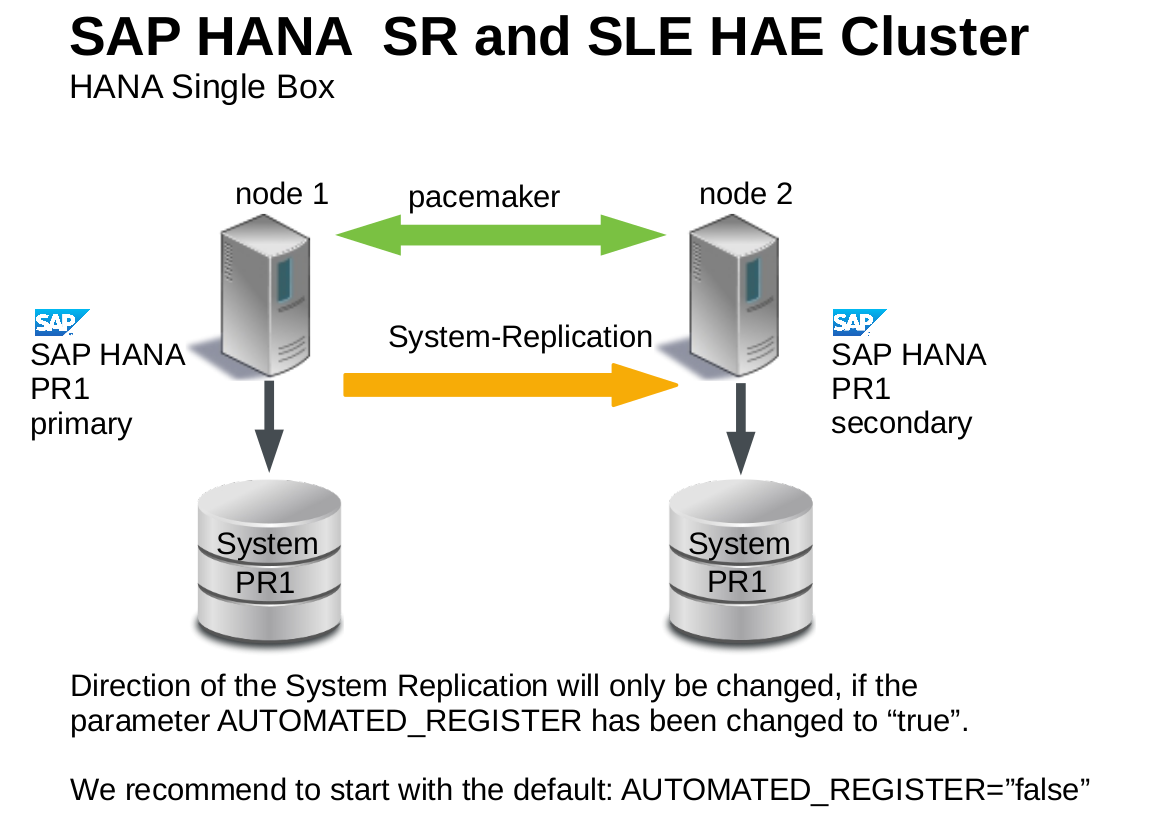 SAP HANA  SR and SLE HAE Cluster
HANA Single Box
node 1
pacemaker
node 2
System-Replication
SAP
SAP HANA
PR1
primary
SAP
SAP HANA
PR1
secondary
System
PR1
System
PR1
Direction of the System Replication will only be changed, if the
parameter AUTOMATED_REGISTER has been changed to “true”.
We recommend to start with the default: AUTOMATED_REGISTER=”false”